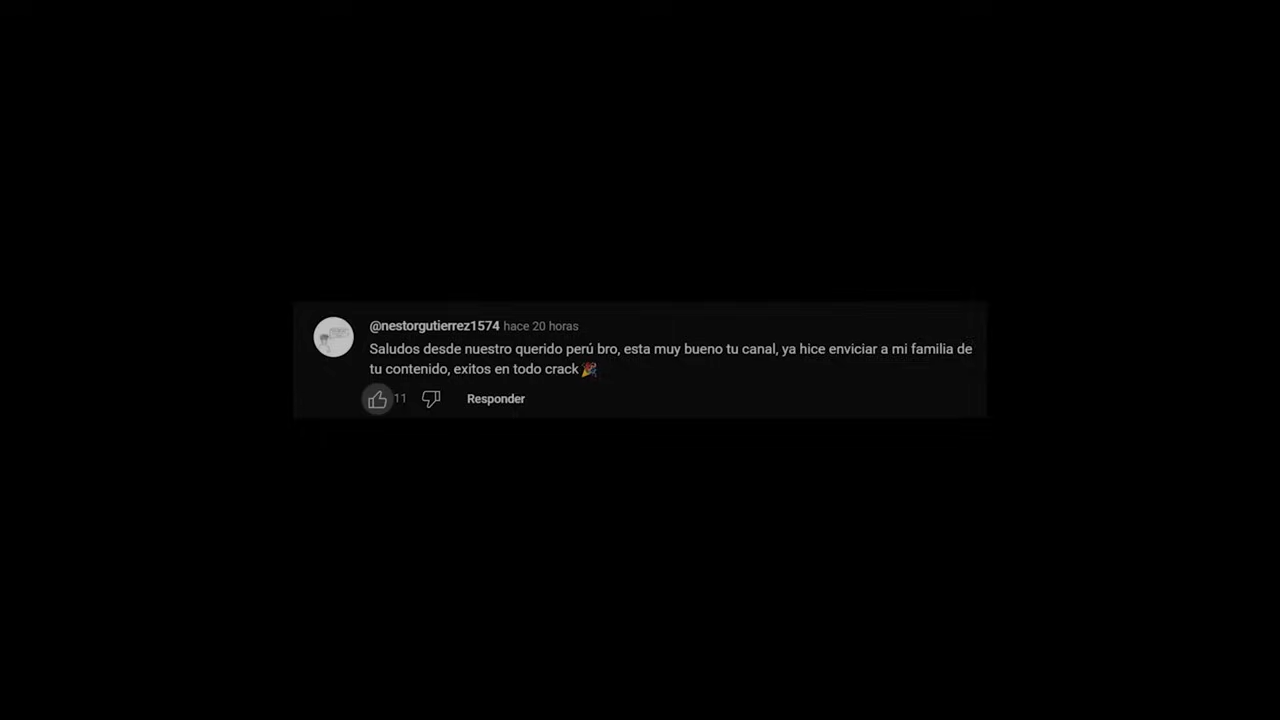 @nestorgutierrez1574 hace 20 horas
Saludos desde nuestro querido perú bro, esta muy bueno tu canal, ya hice enviciar a mi familia de
tu contenido, exitos en todo crack 🎉
11 Responder